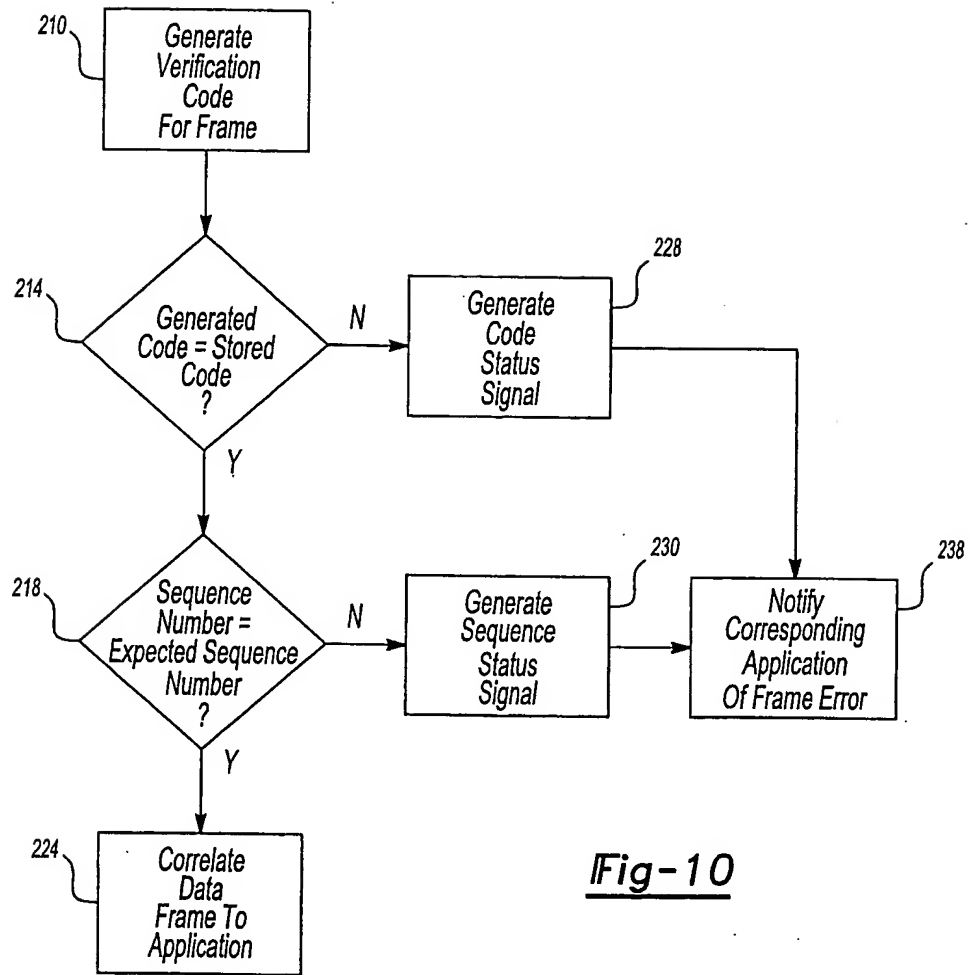 210
Generate
Verification
Code
For Frame
214
Generated
Code = Stored
Code
?
N
Y
228
Generate
Code
Status
Signal
218
Sequence
Number =
Expected Sequence
Number
?
N
Y
230
Generate
Sequence
Status
Signal
238
Notify
Corresponding
Application
Of Frame Error
224
Correlate
Data
Frame To
Application
Fig-10